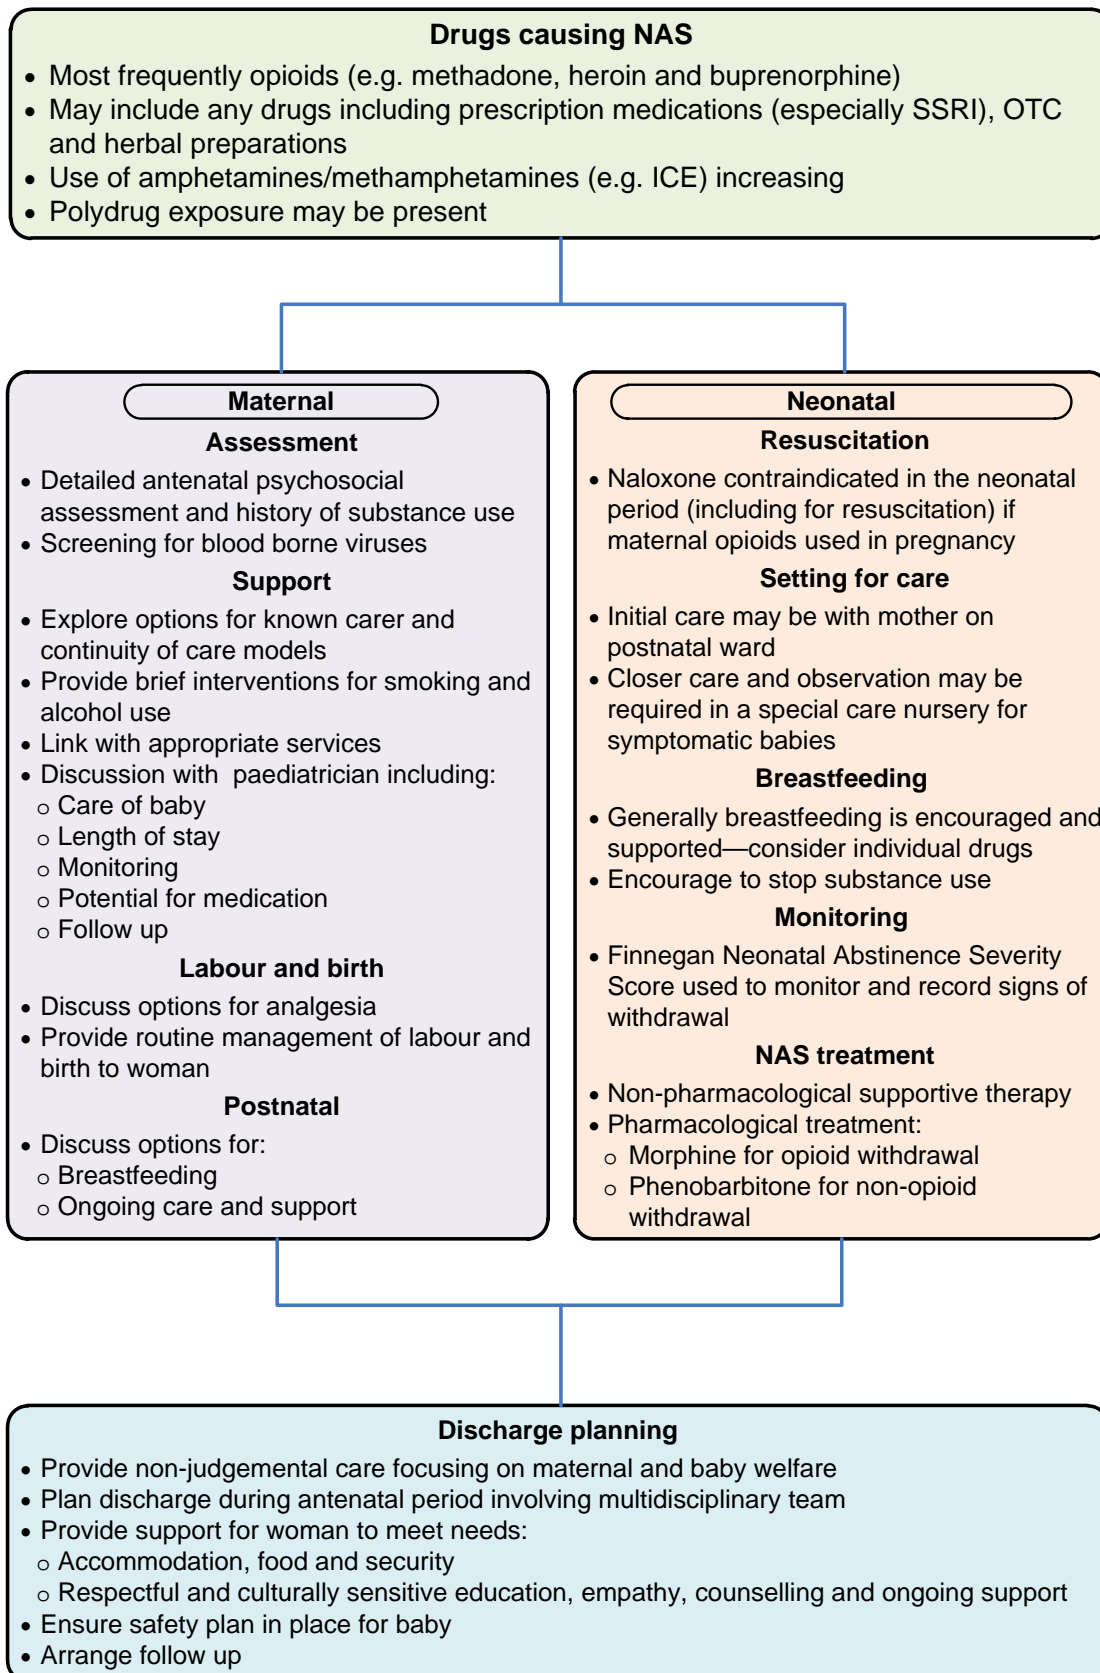 Drugs causing NAS
• Most frequently opioids (e.g. methadone, heroin and buprenorphine)
• May include any drugs including prescription medications (especially SSRI), OTC
and herbal preparations
• Use of amphetamines/methamphetamines (e.g. ICE) increasing
• Polydrug exposure may be present
Maternal
Assessment
• Detailed antenatal psychosocial
assessment and history of substance use
• Screening for blood borne viruses
Support
• Explore options for known carer and
continuity of care models
• Provide brief interventions for smoking and
alcohol use
• Link with appropriate services
• Discussion with paediatrician including:
o Care of baby
o Length of stay
o Monitoring
o Potential for medication
o Follow up
Labour and birth
• Discuss options for analgesia
• Provide routine management of labour and
birth to woman
Postnatal
• Discuss options for:
o Breastfeeding
o Ongoing care and support
Neonatal
Resuscitation
• Naloxone contraindicated in the neonatal
period (including for resuscitation) if
maternal opioids used in pregnancy
Setting for care
• Initial care may be with mother on
postnatal ward
• Closer care and observation may be
required in a special care nursery for
symptomatic babies
Breastfeeding
• Generally breastfeeding is encouraged and
supported—consider individual drugs
• Encourage to stop substance use
Monitoring
• Finnegan Neonatal Abstinence Severity
Score used to monitor and record signs of
withdrawal
NAS treatment
• Non-pharmacological supportive therapy
• Pharmacological treatment:
o Morphine for opioid withdrawal
o Phenobarbitone for non-opioid
withdrawal
Discharge planning
• Provide non-judgemental care focusing on maternal and baby welfare
• Plan discharge during antenatal period involving multidisciplinary team
• Provide support for woman to meet needs:
o Accommodation, food and security
o Respectful and culturally sensitive education, empathy, counselling and ongoing support
• Ensure safety plan in place for baby
• Arrange follow up